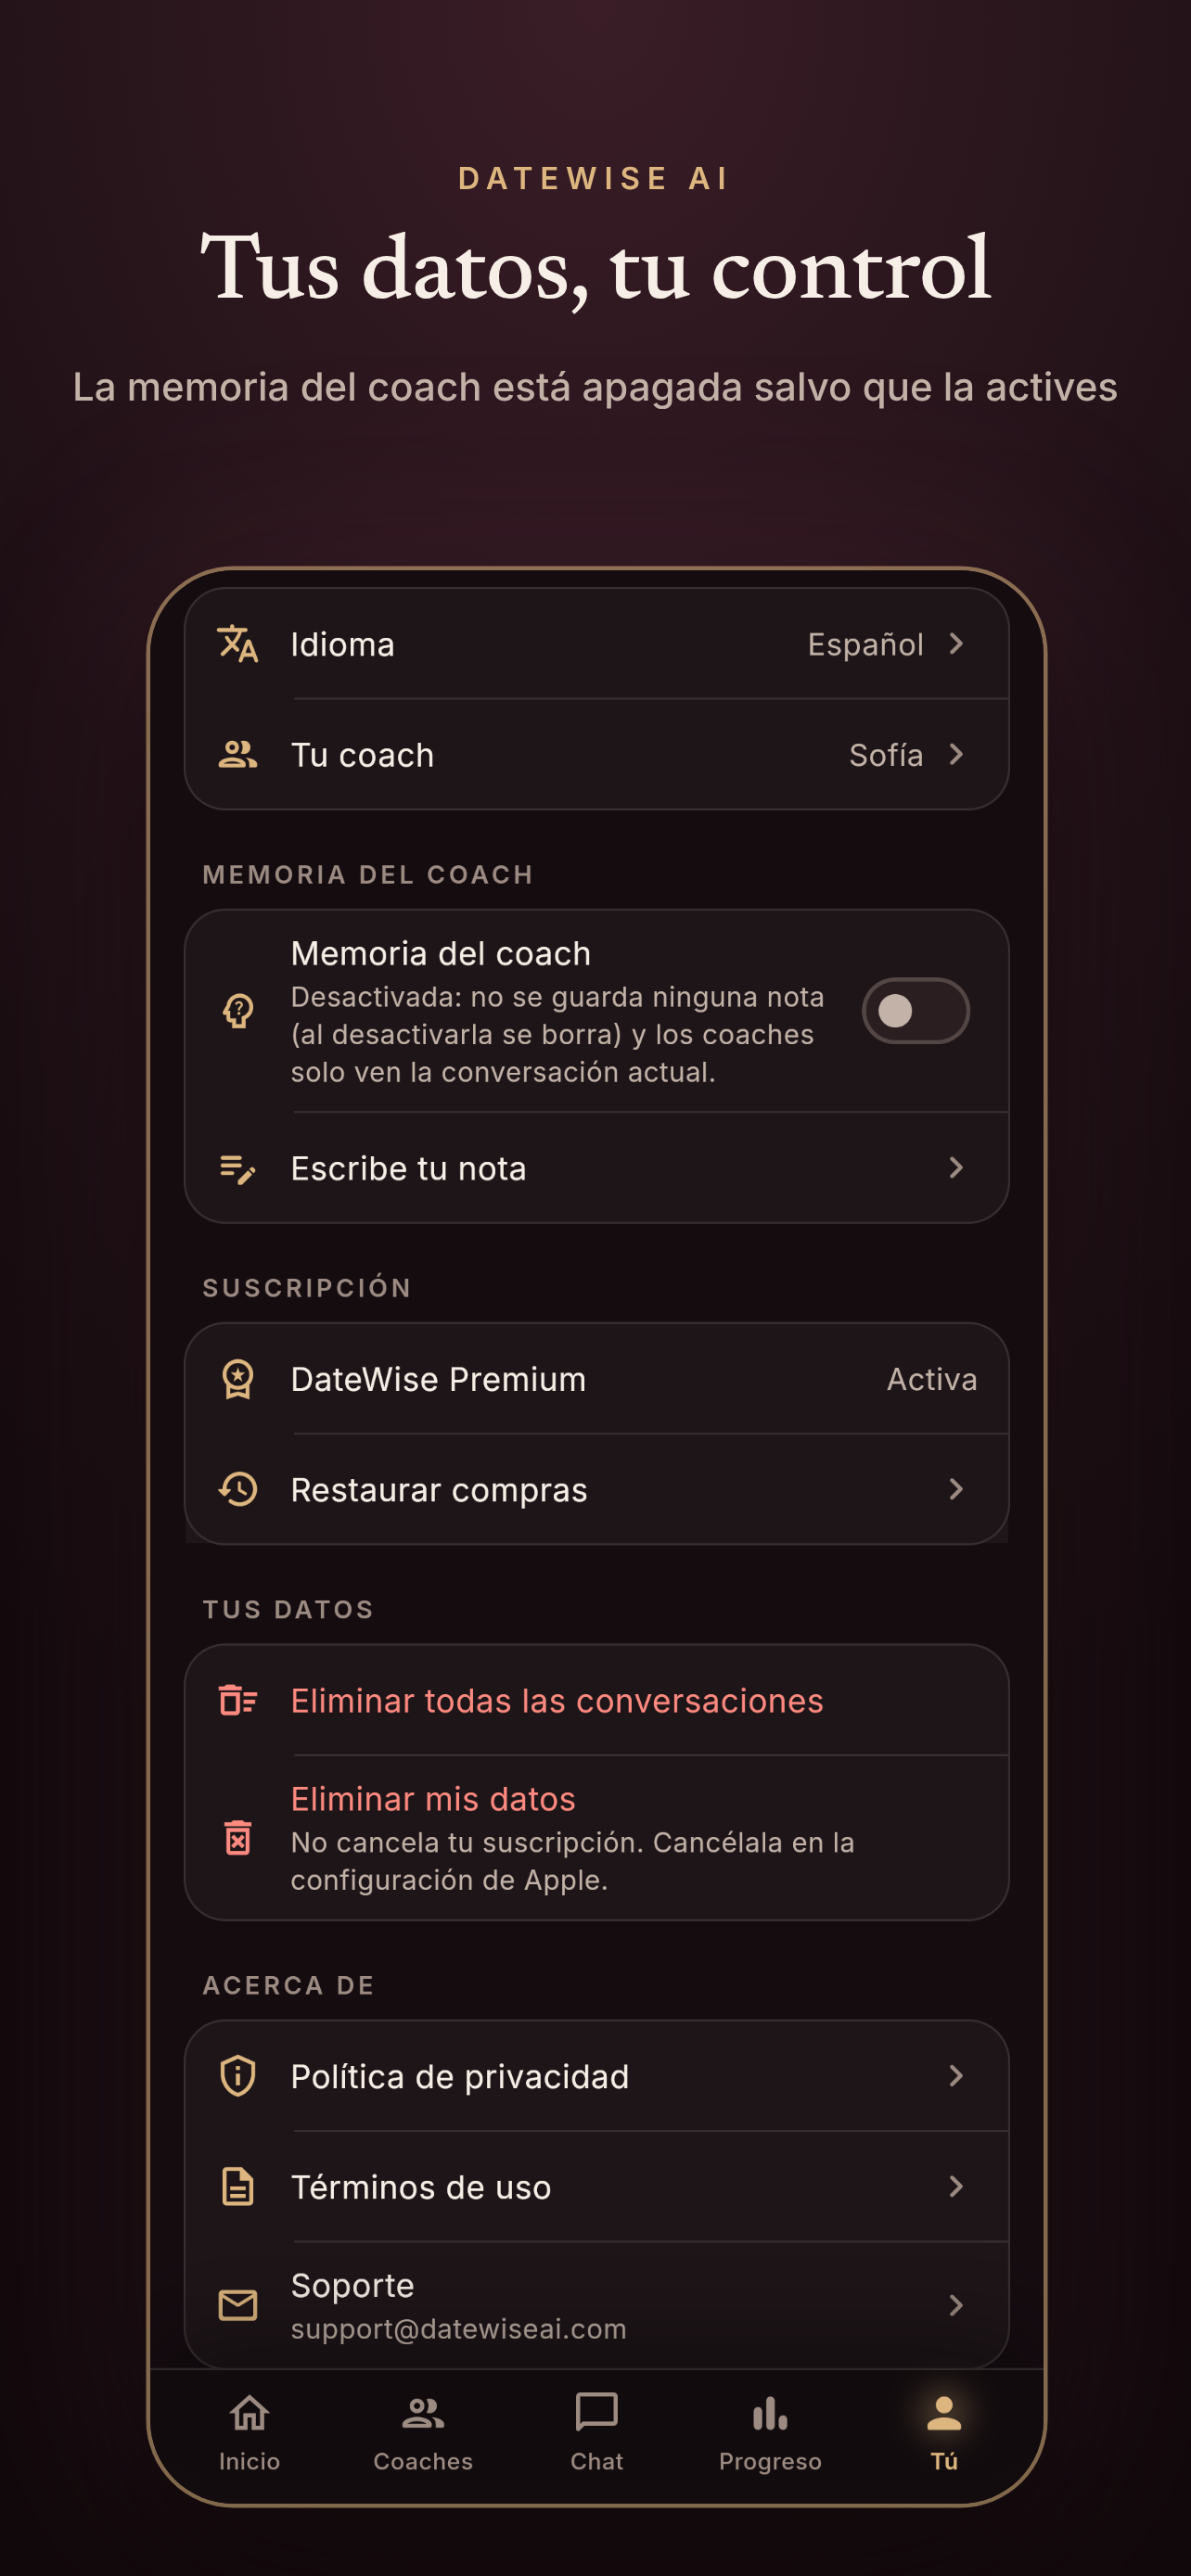 DATEWISE AI
Tus datos, tu control
La memoria del coach está apagada salvo que la actives
Idioma Español
Tu coach Sofía
MEMORIA DEL COACH
Memoria del coach
Desactivada: no se guarda ninguna nota
(al desactivarla se borra) y los coaches
solo ven la conversación actual.
Escribe tu nota
SUSCRIPCIÓN
DateWise Premium Activa
Restaurar compras
TUS DATOS
Eliminar todas las conversaciones
Eliminar mis datos
No cancela tu suscripción. Cancélala en la
configuración de Apple.
ACERCA DE
Política de privacidad
Términos de uso
Soporte
support@datewiseai.com
Inicio Coaches Chat Progreso Tú